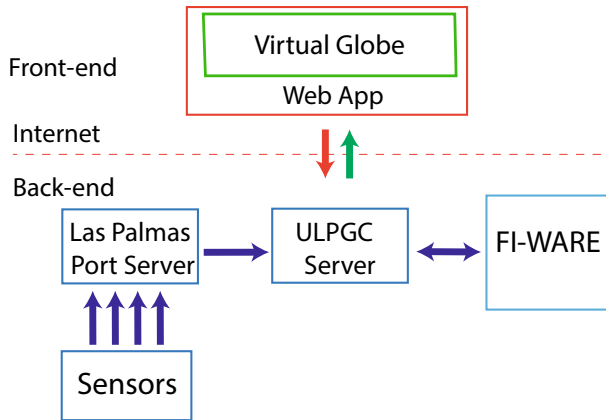 Virtual Globe
Front-end
Web App
Internet
Back-end
Las Palmas
Port Server
ULPGC
Server
FI-WARE
Sensors